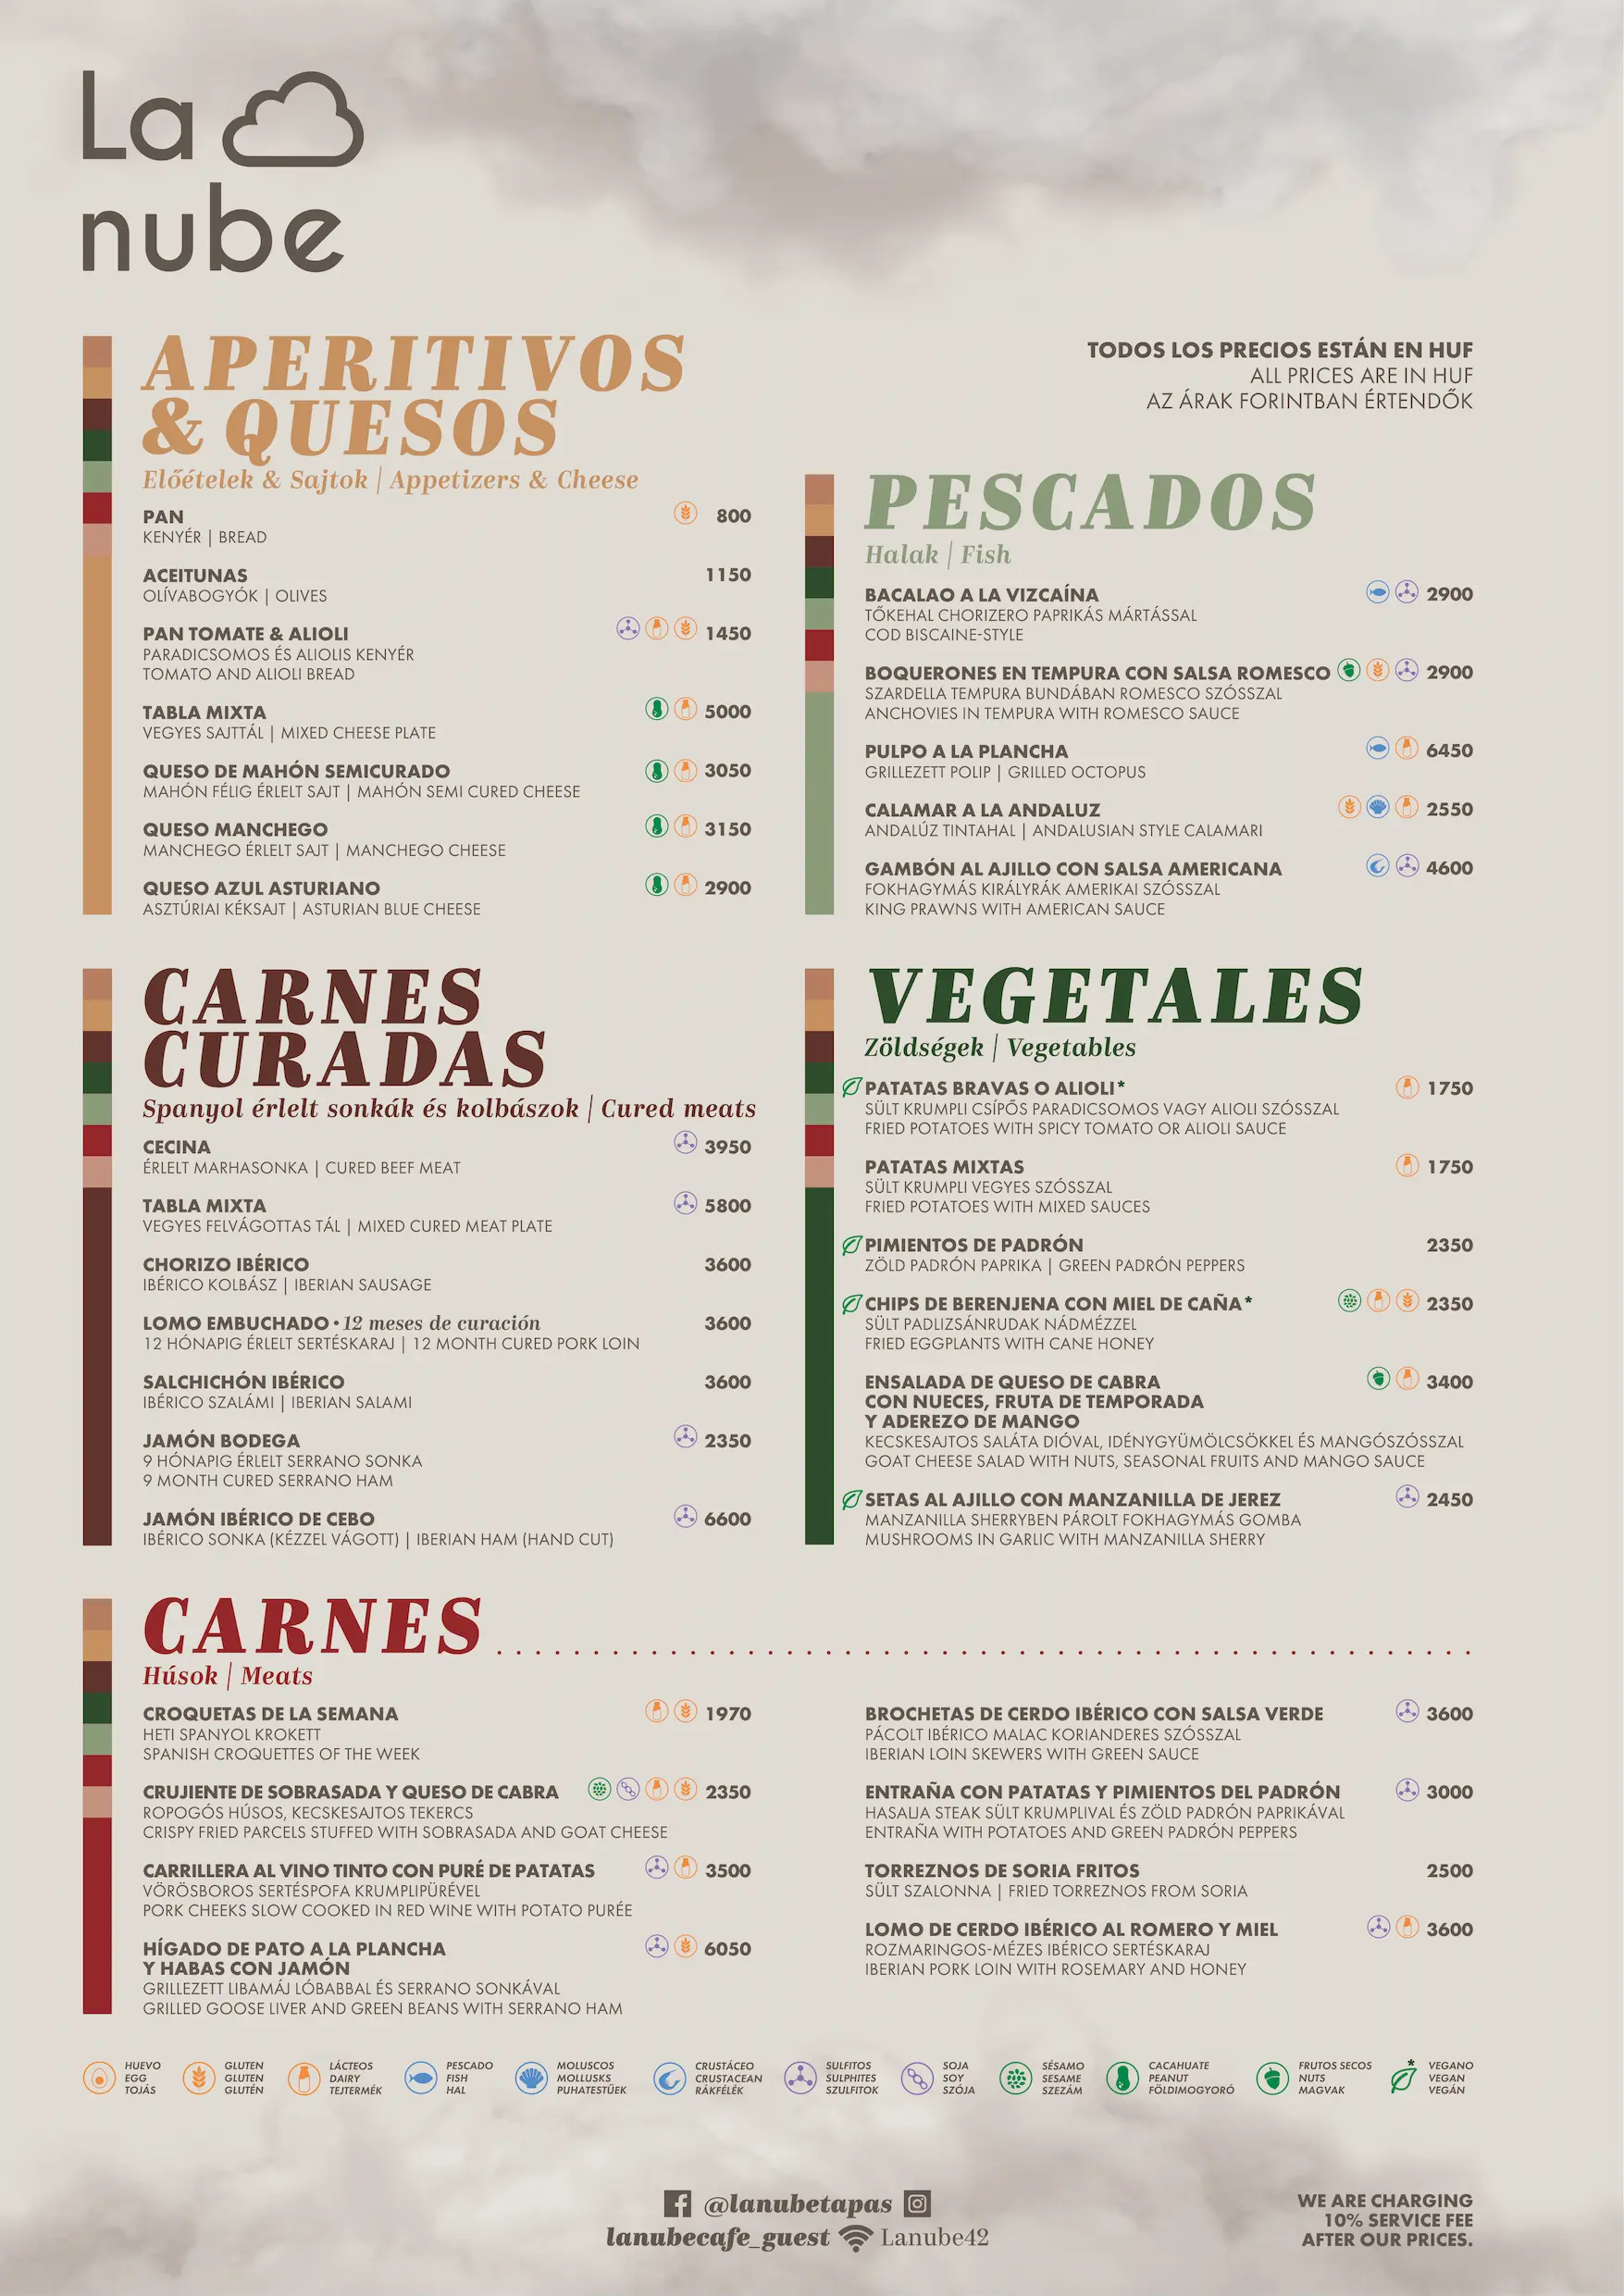 La
nube
APERITIVOS
& QUESOS
Előételek & Sajtok | Appetizers & Cheese
PAN 800
KENYÉR | BREAD
ACEITUNAS 1150
OLÍVABOGYÓK | OLIVES
PAN TOMATE & ALIOLI 1450
PARADICSOMOS ÉS ALIOLIS KENYÉR
TOMATO AND ALIOLI BREAD
TABLA MIXTA 5000
VEGYES SAJTTÁL | MIXED CHEESE PLATE
QUESO DE MAHÓN SEMICURADO 3050
MAHÓN FÉLIG ÉRLELT SAJT | MAHÓN SEMI CURED CHEESE
QUESO MANCHEGO 3150
MANCHEGO ÉRLELT SAJT | MANCHEGO CHEESE
QUESO AZUL ASTURIANO 2900
ASZTÚRIAI KÉKSAJT | ASTURIAN BLUE CHEESE
TODOS LOS PRECIOS ESTÁN EN HUF
ALL PRICES ARE IN HUF
AZ ÁRAK FORINTBAN ÉRTENDŐK
PESCADOS
Halak | Fish
BACALAO A LA VIZCAÍNA 2900
TŐKEHAL CHORIZERO PAPRIKÁS MÁRTÁSSAL
COD BISCAINE-STYLE
BOQUERONES EN TEMPURA CON SALSA ROMESCO 2900
SZARDELLA TEMPURA BUNDÁBAN ROMESCO SZÓSSZAL
ANCHOVIES IN TEMPURA WITH ROMESCO SAUCE
PULPO A LA PLANCHA 6450
GRILLEZETT POLIP | GRILLED OCTOPUS
CALAMAR A LA ANDALUZ 2550
ANDALÚZ TINTAHAL | ANDALUSIAN STYLE CALAMARI
GAMBÓN AL AJILLO CON SALSA AMERICANA 4600
FOKHAGYMÁS KIRÁLYRÁK AMERIKAI SZÓSSZAL
KING PRAWNS WITH AMERICAN SAUCE
CARNES
CURADAS
Spanyol érlelt sonkák és kolbászok | Cured meats
CECINA 3950
ÉRLELT MARHASONKA | CURED BEEF MEAT
TABLA MIXTA 5800
VEGYES FELVÁGOTTAS TÁL | MIXED CURED MEAT PLATE
CHORIZO IBÉRICO 3600
IBÉRICO KOLBÁSZ | IBERIAN SAUSAGE
LOMO EMBUCHADO • 12 meses de curación 3600
12 HÓNAPIG ÉRLELT SERTÉSKARAJ | 12 MONTH CURED PORK LOIN
SALCHICHÓN IBÉRICO 3600
IBÉRICO SZALÁMI | IBERIAN SALAMI
JAMÓN BODEGA 2350
9 HÓNAPIG ÉRLELT SERRANO SONKA
9 MONTH CURED SERRANO HAM
JAMÓN IBÉRICO DE CEBO 6600
IBÉRICO SONKA (KÉZZEL VÁGOTT) | IBERIAN HAM (HAND CUT)
VEGETALES
Zöldségek | Vegetables
PATATAS BRAVAS O ALIOLI* 1750
SÜLT KRUMPLI CSÍPŐS PARADICSOMOS VAGY ALIOLI SZÓSSZAL
FRIED POTATOES WITH SPICY TOMATO OR ALIOLI SAUCE
PATATAS MIXTAS 1750
SÜLT KRUMPLI VEGYES SZÓSSZAL
FRIED POTATOES WITH MIXED SAUCES
PIMIENTOS DE PADRÓN 2350
ZÖLD PADRÓN PAPRIKA | GREEN PADRÓN PEPPERS
CHIPS DE BERENJENA CON MIEL DE CAÑA* 2350
SÜLT PADLIZSÁNRUDAK NÁDMÉZZEL
FRIED EGGPLANTS WITH CANE HONEY
ENSALADA DE QUESO DE CABRA 3400
CON NUECES, FRUTA DE TEMPORADA
Y ADEREZO DE MANGO
KECSKESAJTOS SALÁTA DIÓVAL, IDÉNYGYÜMÖLCSÖKKEL ÉS MANGÓSZÓSSZAL
GOAT CHEESE SALAD WITH NUTS, SEASONAL FRUITS AND MANGO SAUCE
SETAS AL AJILLO CON MANZANILLA DE JEREZ 2450
MANZANILLA SHERRYBEN PÁROLT FOKHAGYMÁS GOMBA
MUSHROOMS IN GARLIC WITH MANZANILLA SHERRY
CARNES
Húsok | Meats
CROQUETAS DE LA SEMANA 1970
HETI SPANYOL KROKETT
SPANISH CROQUETTES OF THE WEEK
CRUJIENTE DE SOBRASADA Y QUESO DE CABRA 2350
ROPOGÓS HÚSOS, KECSKESAJTOS TEKERCS
CRISPY FRIED PARCELS STUFFED WITH SOBRASADA AND GOAT CHEESE
CARRILLERA AL VINO TINTO CON PURÉ DE PATATAS 3500
VÖRÖSBOROS SERTÉSPOFA KRUMPLIPÜRÉVEL
PORK CHEEKS SLOW COOKED IN RED WINE WITH POTATO PURÉE
HÍGADO DE PATO A LA PLANCHA 6050
Y HABAS CON JAMÓN
GRILLEZETT LIBAMÁJ LÓBABBAL ÉS SERRANO SONKÁVAL
GRILLED GOOSE LIVER AND GREEN BEANS WITH SERRANO HAM
BROCHETAS DE CERDO IBÉRICO CON SALSA VERDE 3600
PÁCOLT IBÉRICO MALAC KORIANDERES SZÓSSZAL
IBERIAN LOIN SKEWERS WITH GREEN SAUCE
ENTRAÑA CON PATATAS Y PIMIENTOS DEL PADRÓN 3000
HASALJA STEAK SÜLT KRUMPLIVAL ÉS ZÖLD PADRÓN PAPRIKÁVAL
ENTRAÑA WITH POTATOES AND GREEN PADRÓN PEPPERS
TORREZNOS DE SORIA FRITOS 2500
SÜLT SZALONNA | FRIED TORREZNOS FROM SORIA
LOMO DE CERDO IBÉRICO AL ROMERO Y MIEL 3600
ROZMARINGOS-MÉZES IBÉRICO SERTÉSKARAJ
IBERIAN PORK LOIN WITH ROSEMARY AND HONEY
HUEVO
EGG
TOJÁS
GLUTEN
GLUTEN
GLUTÉN
LÁCTEOS
DAIRY
TEJTERMÉK
PESCADO
FISH
HAL
MOLUSCOS
MOLLUSKS
PUHATESTŰEK
CRUSTÁCEO
CRUSTACEAN
RÁKFÉLÉK
SULFITOS
SULPHITES
SZULFITOK
SOJA
SOY
SZÓJA
SÉSAMO
SESAME
SZEZÁM
CACAHUATE
PEANUT
FÖLDIMOGYORÓ
FRUTOS SECOS
NUTS
MAGVAK
*
VEGANO
VEGAN
VEGÁN
@lanubetapas
lanubecafe_guest Lanube42
WE ARE CHARGING
10% SERVICE FEE
AFTER OUR PRICES.